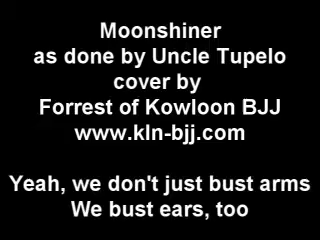 Moonshiner
as done by Uncle Tupelo
cover by
Forrest of Kowloon BJJ
www.kln-bjj.com
Yeah, we don't just bust arms
We bust ears, too